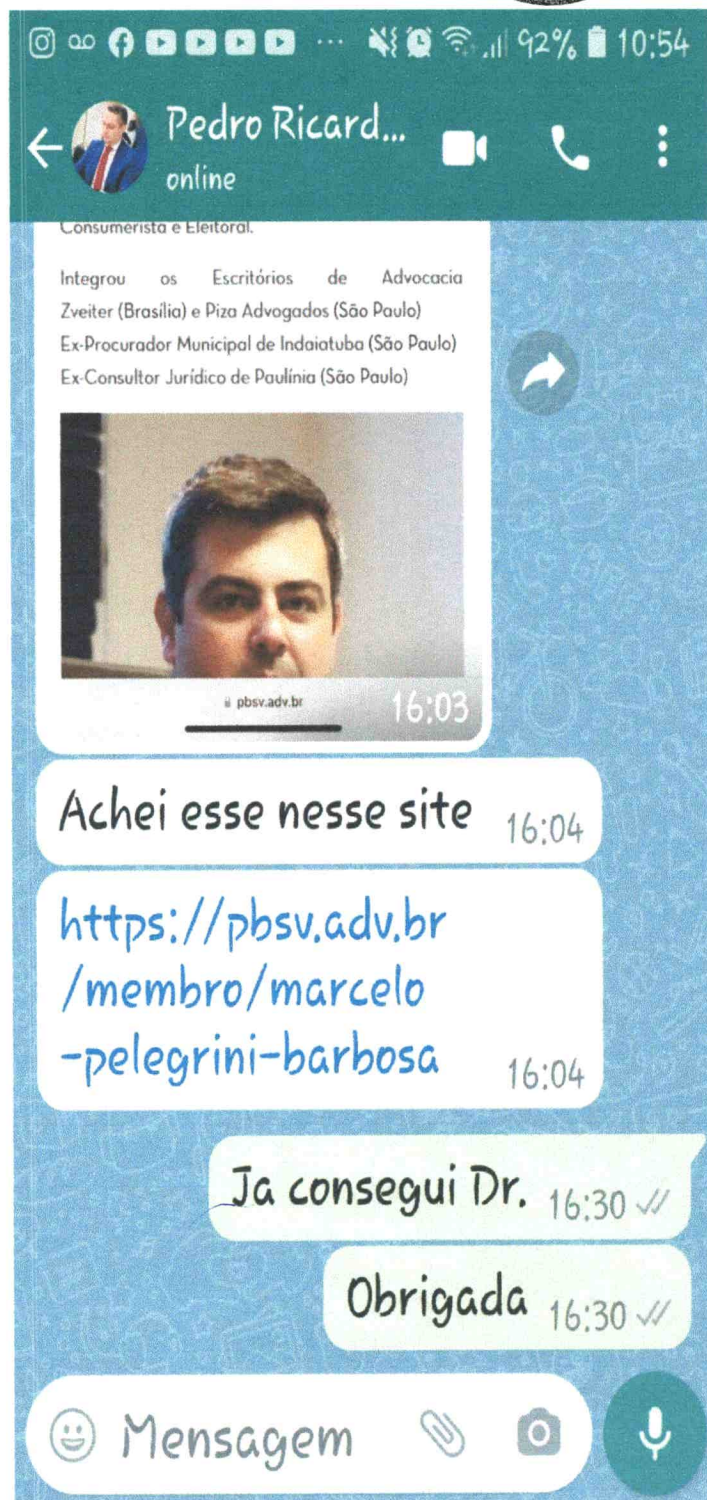 92% 10:54
Pedro Ricard...
online
Consumerista e Eleitoral.
Integrou os Escritórios de Advocacia
Zveiter (Brasília) e Piza Advogados (São Paulo)
Ex-Procurador Municipal de Indaiatuba (São Paulo)
Ex-Consultor Jurídico de Paulínia (São Paulo)
pbsv.adv.br
16:03
Achei esse nesse site 16:04
https://pbsv.adv.br
/membro/marcelo
-pelegrini-barbosa 16:04
Ja consegui Dr. 16:30
Obrigada 16:30
Mensagem